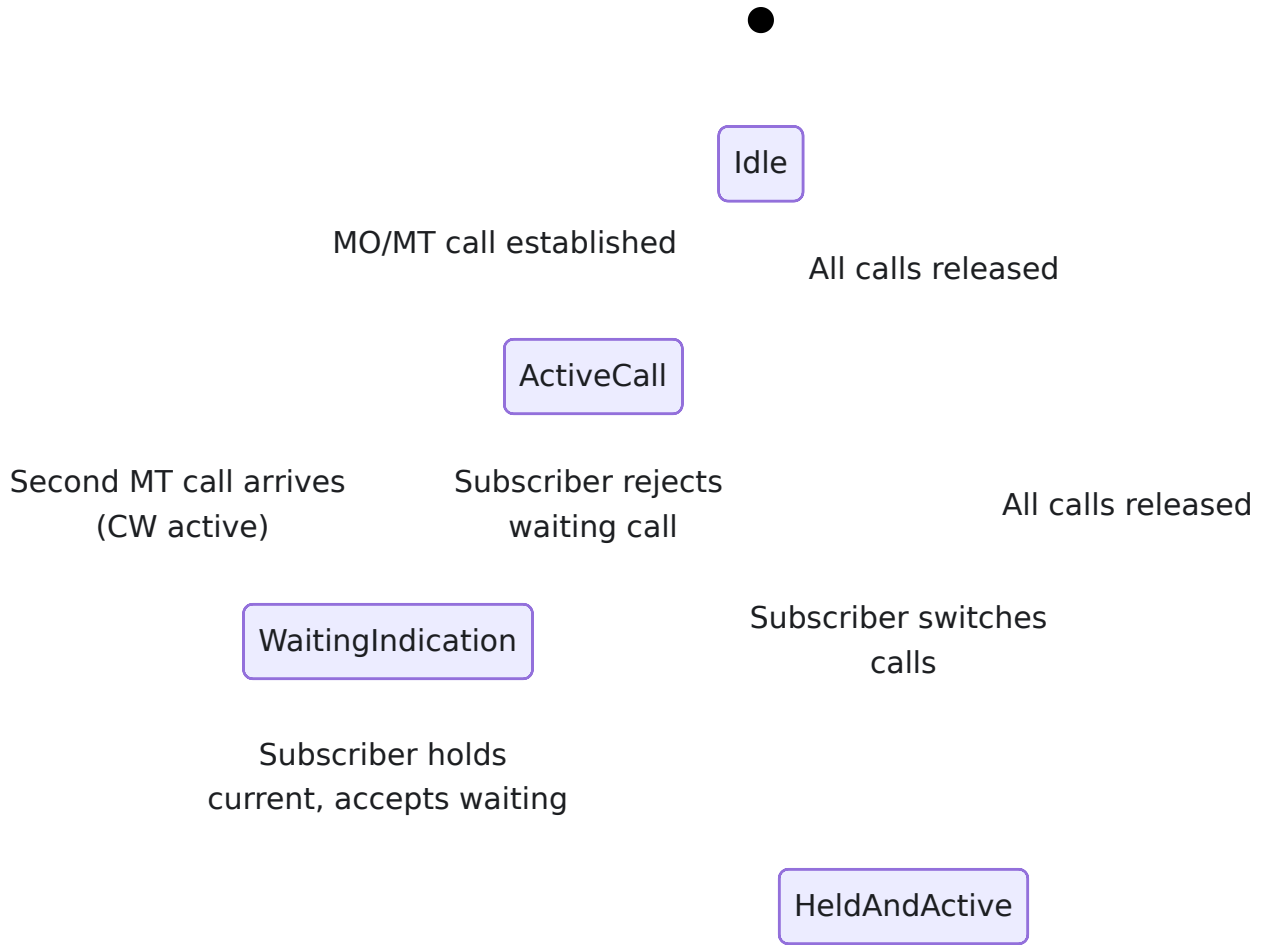 Idle
MO/MT call established
All calls released
ActiveCall
Second MT call arrives
(CW active)
Subscriber rejects
waiting call
All calls released
Subscriber switches
calls
WaitingIndication
Subscriber holds
current, accepts waiting
HeldAndActive